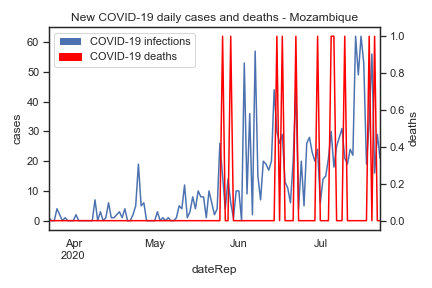 New COVID-19 daily cases and deaths - Mozambique
COVID-19 infections
COVID-19 deaths
60
50
40
30
20
10
0
cases
1.0
0.8
0.6
0.4
0.2
0.0
deaths
Apr
2020
May
Jun
Jul
dateRep